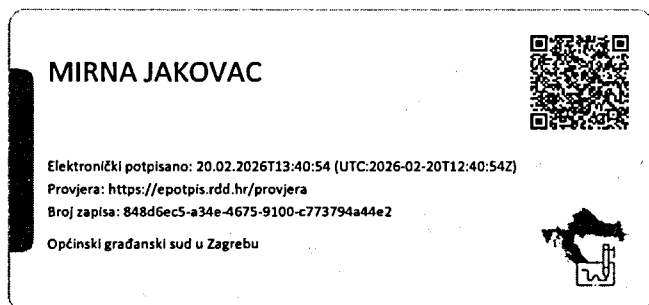 MIRNA JAKOVAC
Elektronički potpisano: 20.02.2026T13:40:54 (UTC:2026-02-20T12:40:54Z)
Provjera: https://epotpis.rdd.hr/provjera
Broj zapisa: 848d6ec5-a34e-4675-9100-c773794a44e2
Općinski građanski sud u Zagrebu